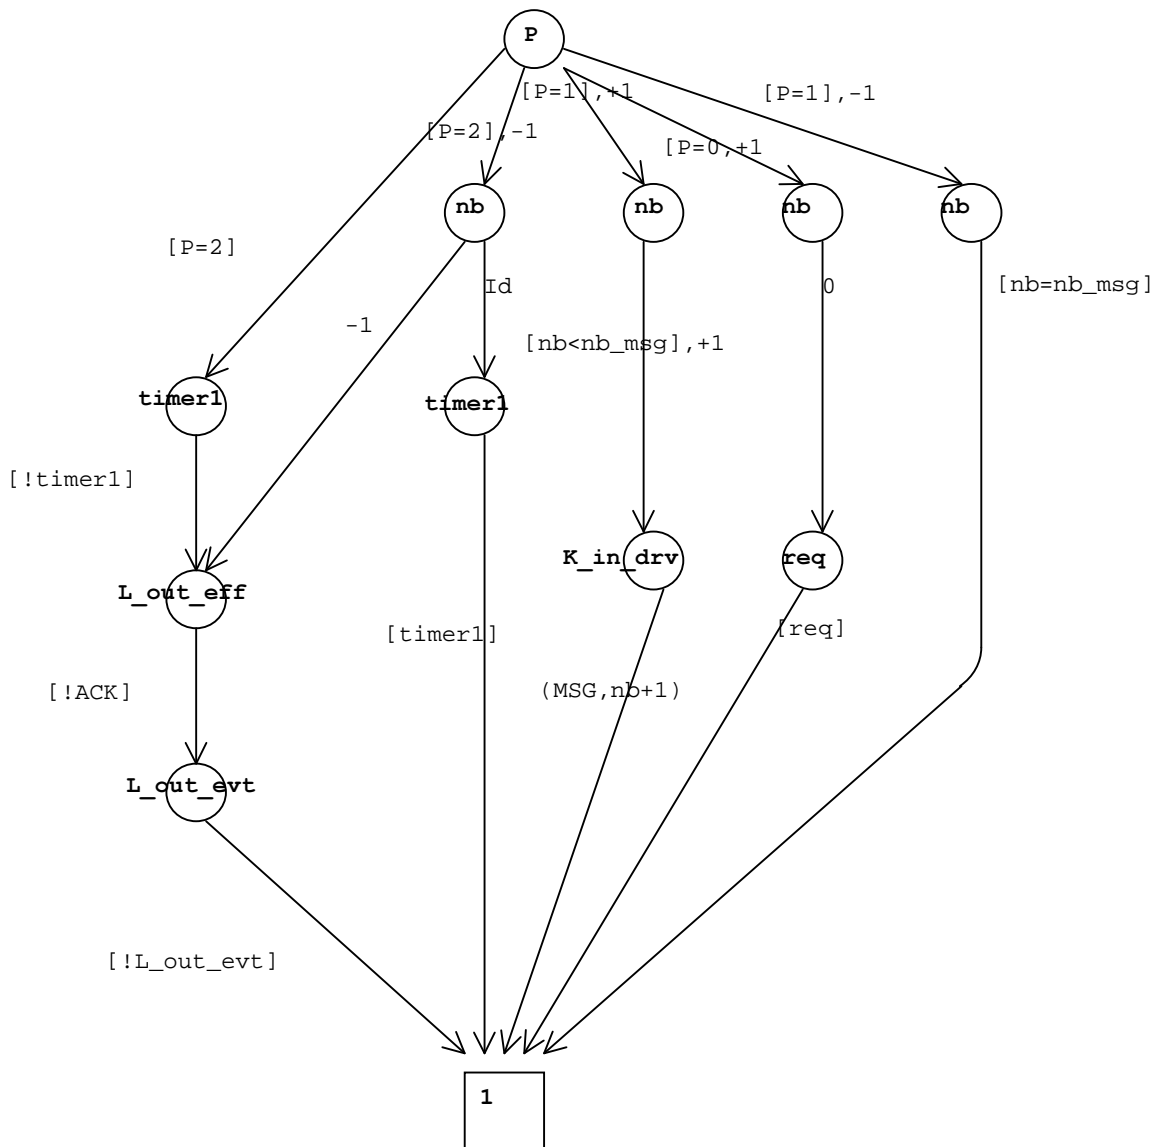 P
[P=1],+1
[P=1],-1
[P=2],-1
[P=0,+1
nb
nb
nb
nb
[P=2]
Id
0
[nb=nb_msg]
-1
[nb<nb_msg],+1
timer1
timer1
[!timer1]
K_in_drv
req
L_out_eff
[timer1]
[req]
[!ACK]
(MSG,nb+1)
L_out_evt
[!L_out_evt]
1